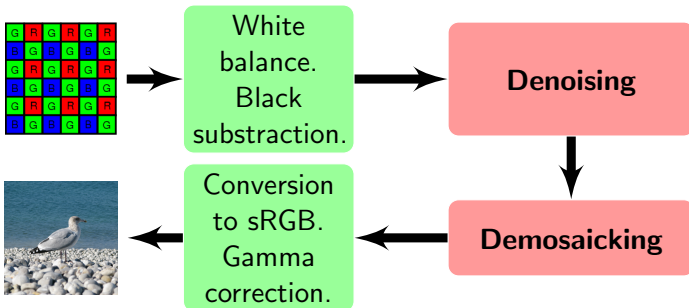 G R G R G R
B G B G B G
G R G R G R
B G B G B G
G R G R G R
B G B G B G
White
balance.
Black
substraction.
Denoising
Demosaicking
Conversion
to sRGB.
Gamma
correction.